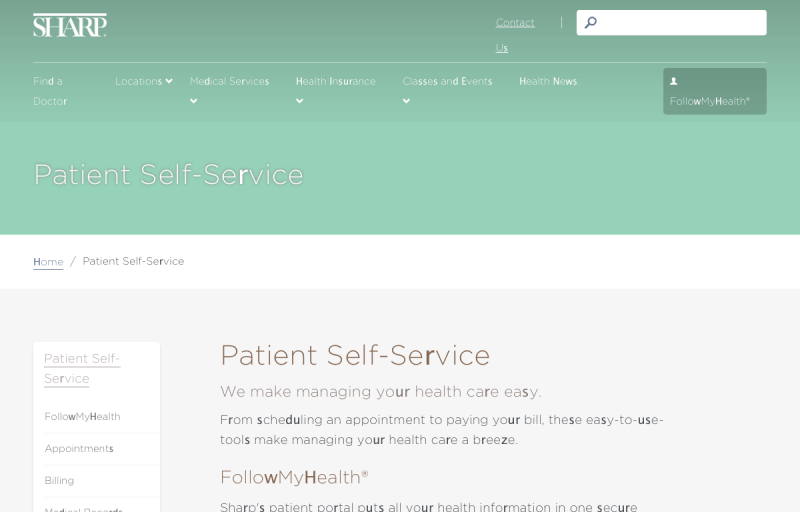 SHARP.
Contact
Us
Find a
Doctor
Locations
Medical Services
Health Insurance
Classes and Events
Health News
FollowMyHealth®
Patient Self-Service
Home / Patient Self-Service
Patient Self-
Service
FollowMyHealth
Appointments
Billing
Medical Records
Patient Self-Service
We make managing your health care easy.
From scheduling an appointment to paying your bill, these easy-to-use-
tools make managing your health care a breeze.
FollowMyHealth®
Sharp's patient portal puts all your health information in one secure